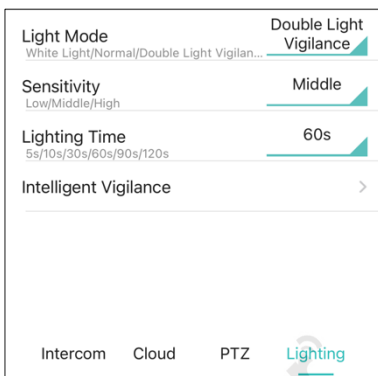 Light Mode
Double Light
Vigilance
White Light/Normal/Double Light Vigilan...
Sensitivity
Middle
Low/Middle/High
Lighting Time
60s
5s/10s/30s/60s/90s/120s
Intelligent Vigilance
Intercom Cloud PTZ Lighting